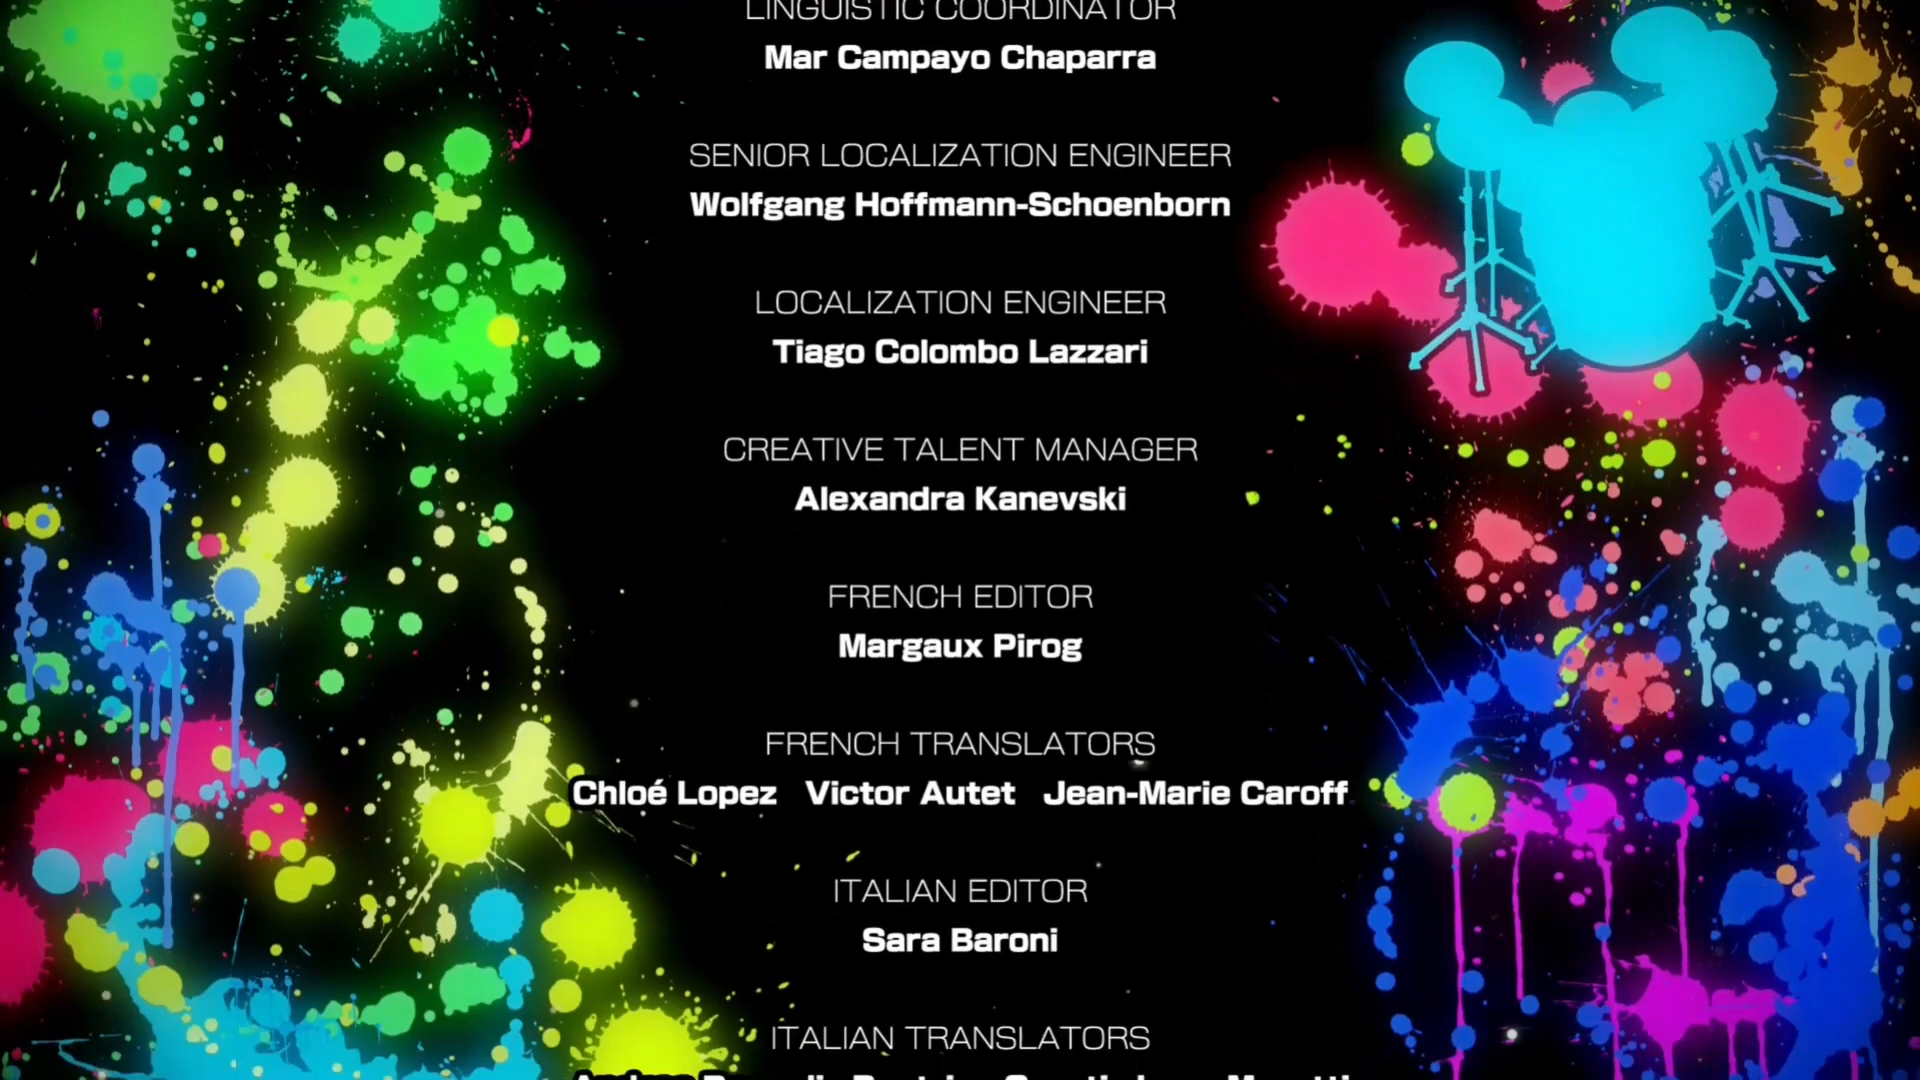 LINGUISTIC COORDINATOR
Mar Campayo Chaparra
SENIOR LOCALIZATION ENGINEER
Wolfgang Hoffmann-Schoenborn
LOCALIZATION ENGINEER
Tiago Colombo Lazzari
CREATIVE TALENT MANAGER
Alexandra Kanevski
FRENCH EDITOR
Margaux Pirog
FRENCH TRANSLATORS
Chloé Lopez Victor Autet Jean-Marie Caroff
ITALIAN EDITOR
Sara Baroni
ITALIAN TRANSLATORS